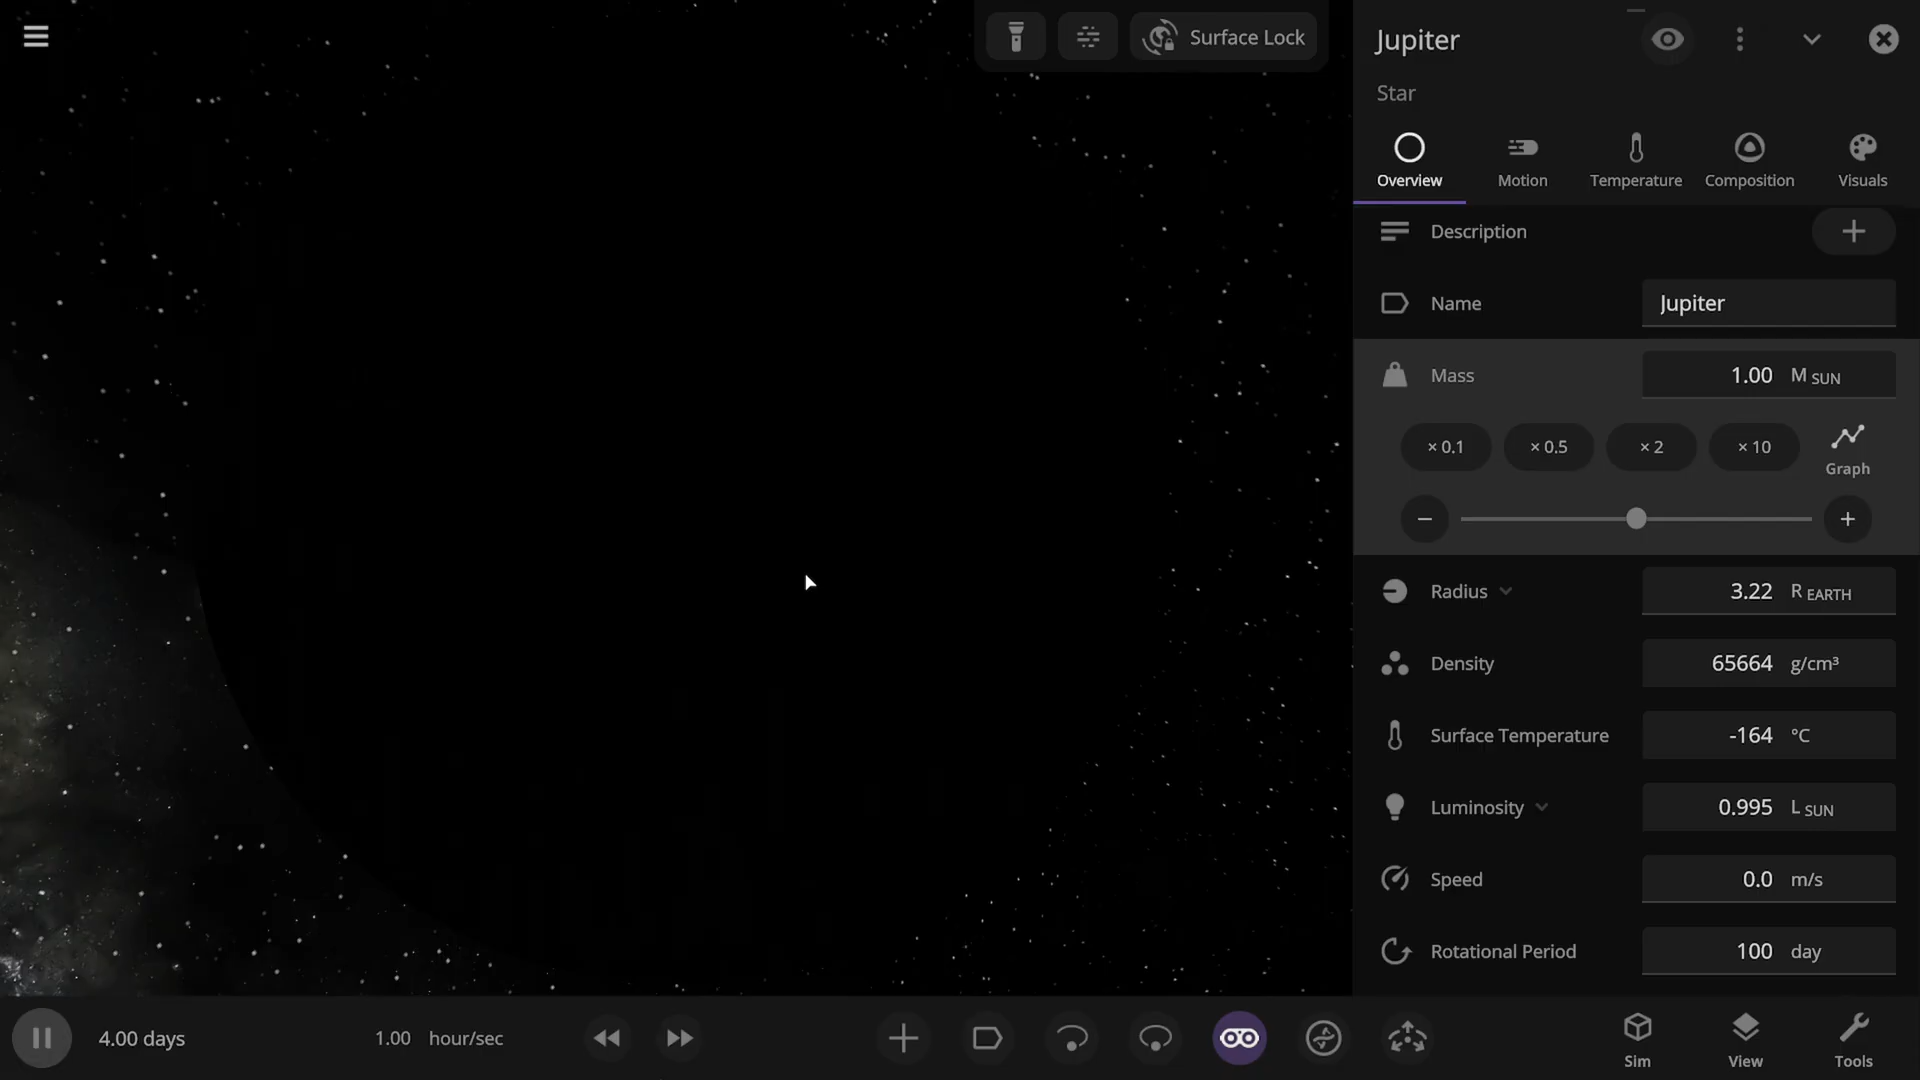 Surface Lock
Jupiter
Star
Overview
Motion
Temperature
Composition
Visuals
Description
Name
Jupiter
Mass
1.00 M SUN
× 0.1
× 0.5
× 2
× 10
Graph
Radius
3.22 R EARTH
Density
65664 g/cm³
Surface Temperature
-164 °C
Luminosity
0.995 L SUN
Speed
0.0 m/s
Rotational Period
100 day
4.00 days
1.00 hour/sec
Sim
View
Tools